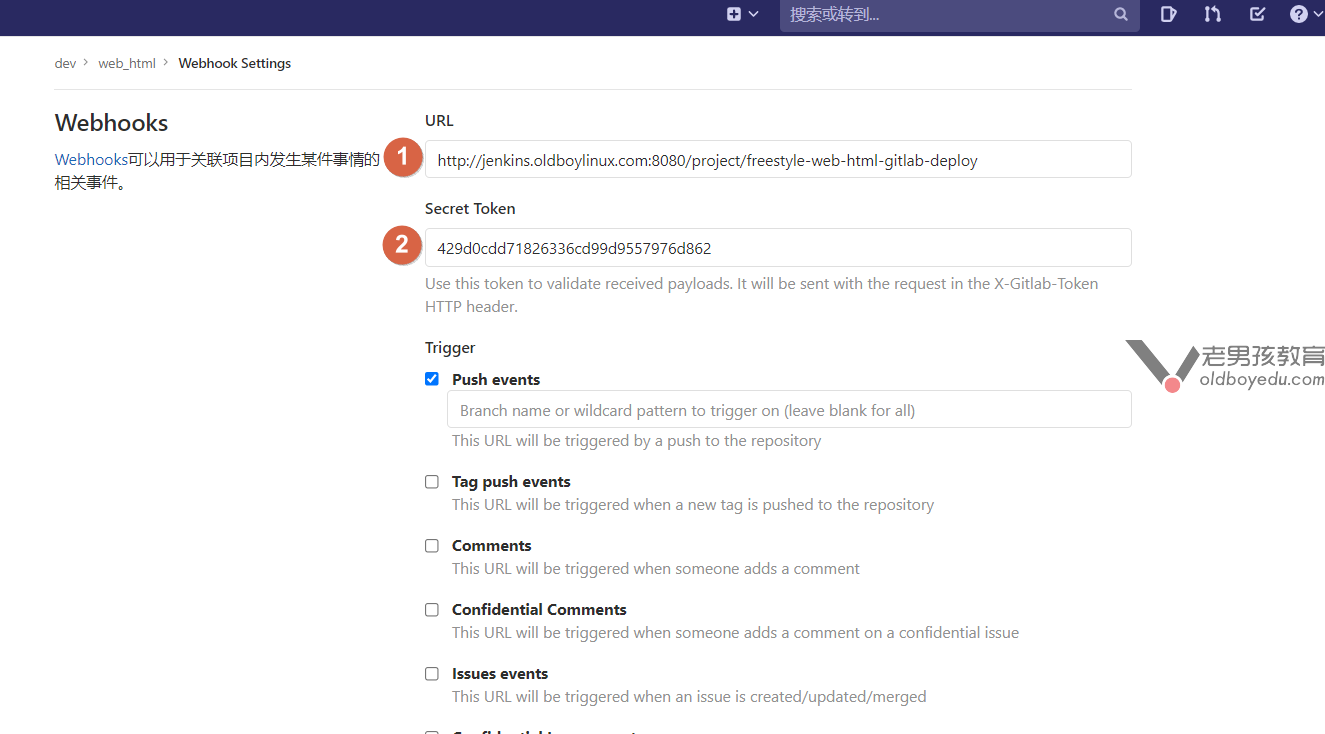 搜索或转到...
dev > web_html > Webhook Settings
Webhooks
Webhooks可以用于关联项目内发生某件事情的
相关事件。
URL
1
http://jenkins.oldboylinux.com:8080/project/freestyle-web-html-gitlab-deploy
Secret Token
2
429d0cdd71826336cd99d9557976d862
Use this token to validate received payloads. It will be sent with the request in the X-Gitlab-Token
HTTP header.
Trigger
Push events
Branch name or wildcard pattern to trigger on (leave blank for all)
This URL will be triggered by a push to the repository
Tag push events
This URL will be triggered when a new tag is pushed to the repository
Comments
This URL will be triggered when someone adds a comment
Confidential Comments
This URL will be triggered when someone adds a comment on a confidential issue
Issues events
This URL will be triggered when an issue is created/updated/merged
老男孩教育
oldboyedu.com